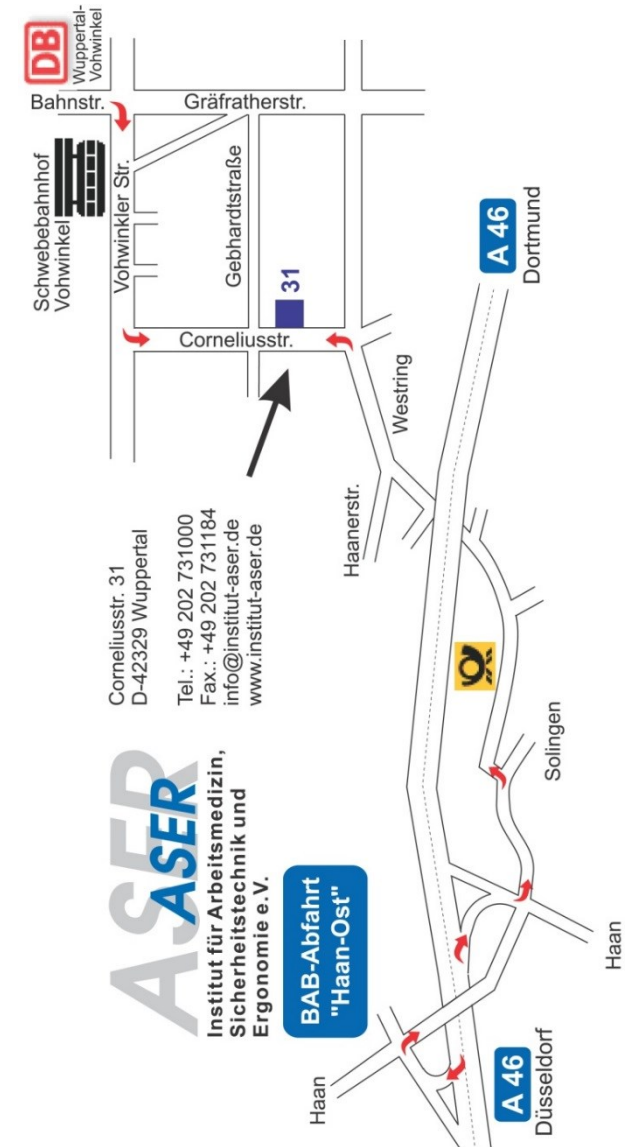 ASER
ASER
Institut für Arbeitsmedizin,
Sicherheitstechnik und
Ergonomie e.V.
Corneliusstr. 31
D-42329 Wuppertal
Tel.: +49 202 731000
Fax.: +49 202 731184
info@institut-aser.de
www.institut-aser.de
Schwebebahnhof
Vohwinkel
DB
Wuppertal-
Vohwinkel
Bahnstr.
Vohwinkler Str.
Gräfratherstr.
Gebhardtstraße
Corneliusstr.
31
BAB-Abfahrt
"Haan-Ost"
Haanerstr.
Westring
A 46
Dortmund
Haan
A 46
Düsseldorf
Solingen
Haan